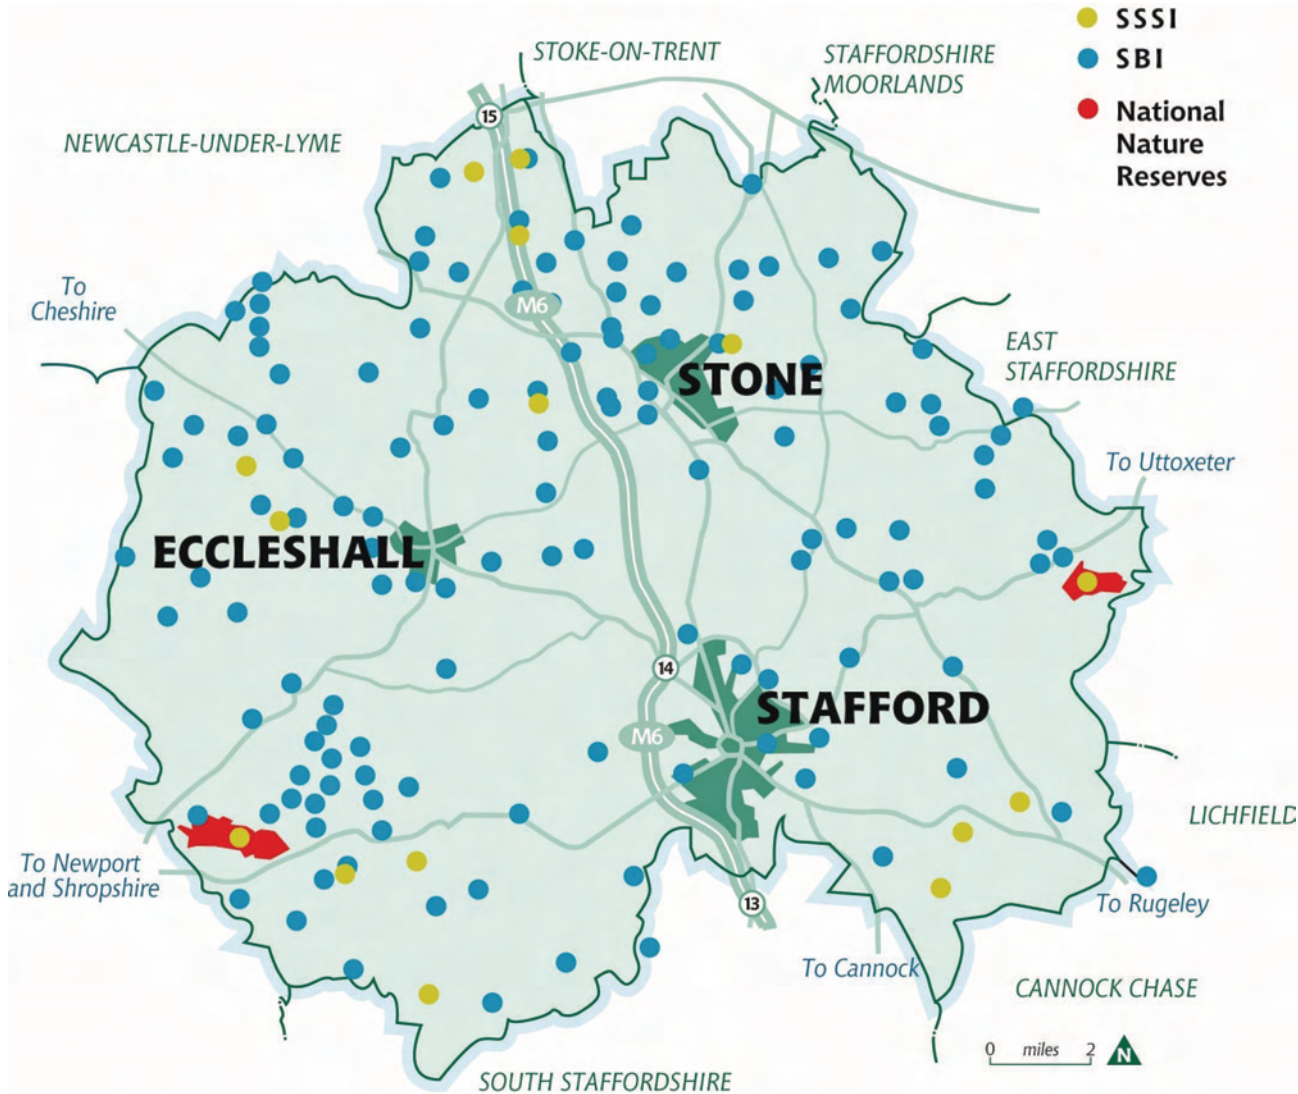 SSSI
SBI
National
Nature
Reserves
STOKE-ON-TRENT
STAFFORDSHIRE
MOORLANDS
15
NEWCASTLE-UNDER-LYME
To
Cheshire
M6
EAST
STAFFORDSHIRE
STONE
To Uttoxeter
ECCLESHALL
14
STAFFORD
M6
LICHFIELD
To Newport
and Shropshire
13
To Rugeley
To Cannock
CANNOCK CHASE
0 miles 2
N
SOUTH STAFFORDSHIRE